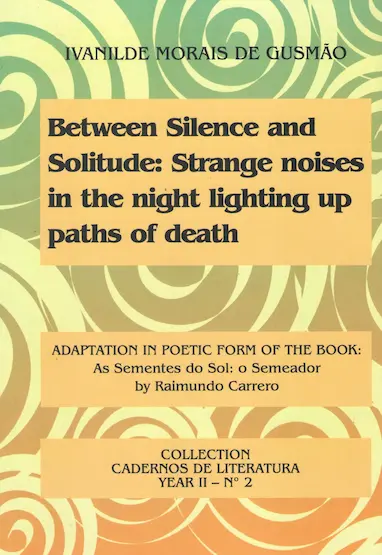 IVANILDE MORAIS DE GUSMÃO
Between Silence and
Solitude: Strange noises
in the night lighting up
paths of death
ADAPTATION IN POETIC FORM OF THE BOOK:
As Sementes do Sol: o Semeador
by Raimundo Carrero
COLLECTION
CADERNOS DE LITERATURA
YEAR II – N° 2